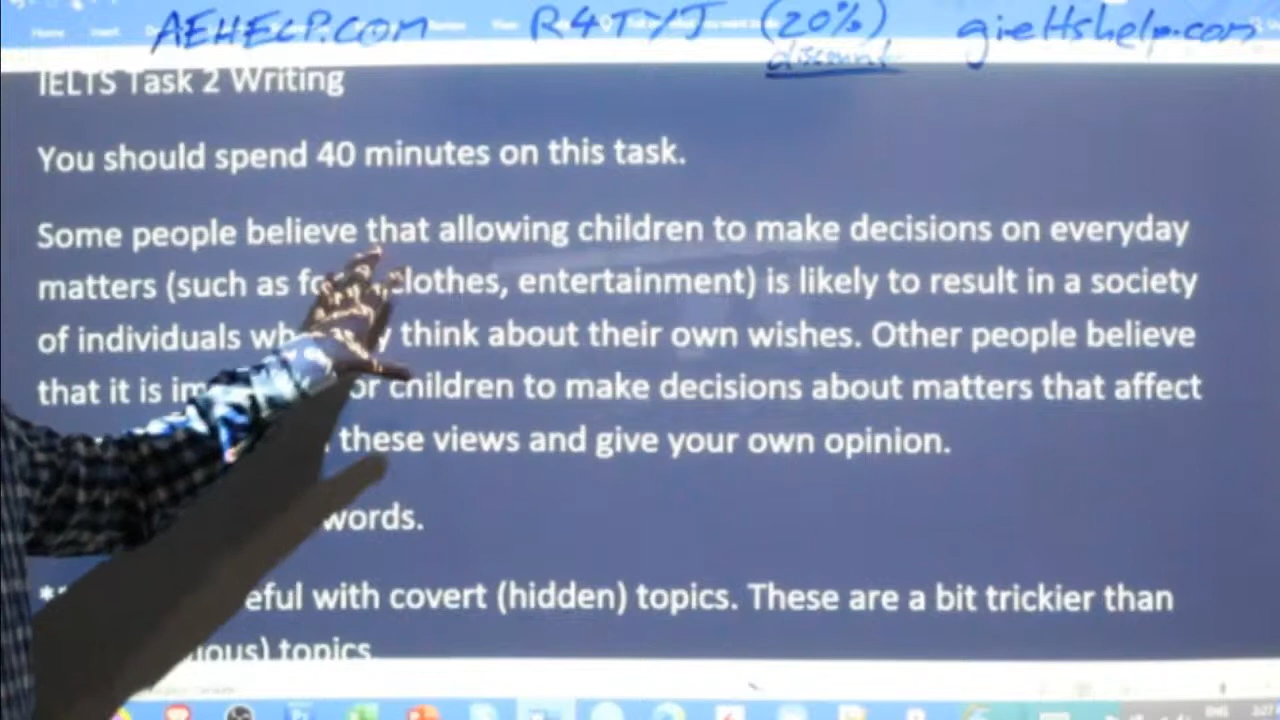 AEHELP.COM R4TYJ (20%) gieltshelp.com
discount
IELTS Task 2 Writing
You should spend 40 minutes on this task.
Some people believe that allowing children to make decisions on everyday
matters (such as clothes, entertainment) is likely to result in a society
of individuals think about their own wishes. Other people believe
that it is children to make decisions about matters that affect
these views and give your own opinion.
words.
with covert (hidden) topics. These are a bit trickier than
topics.